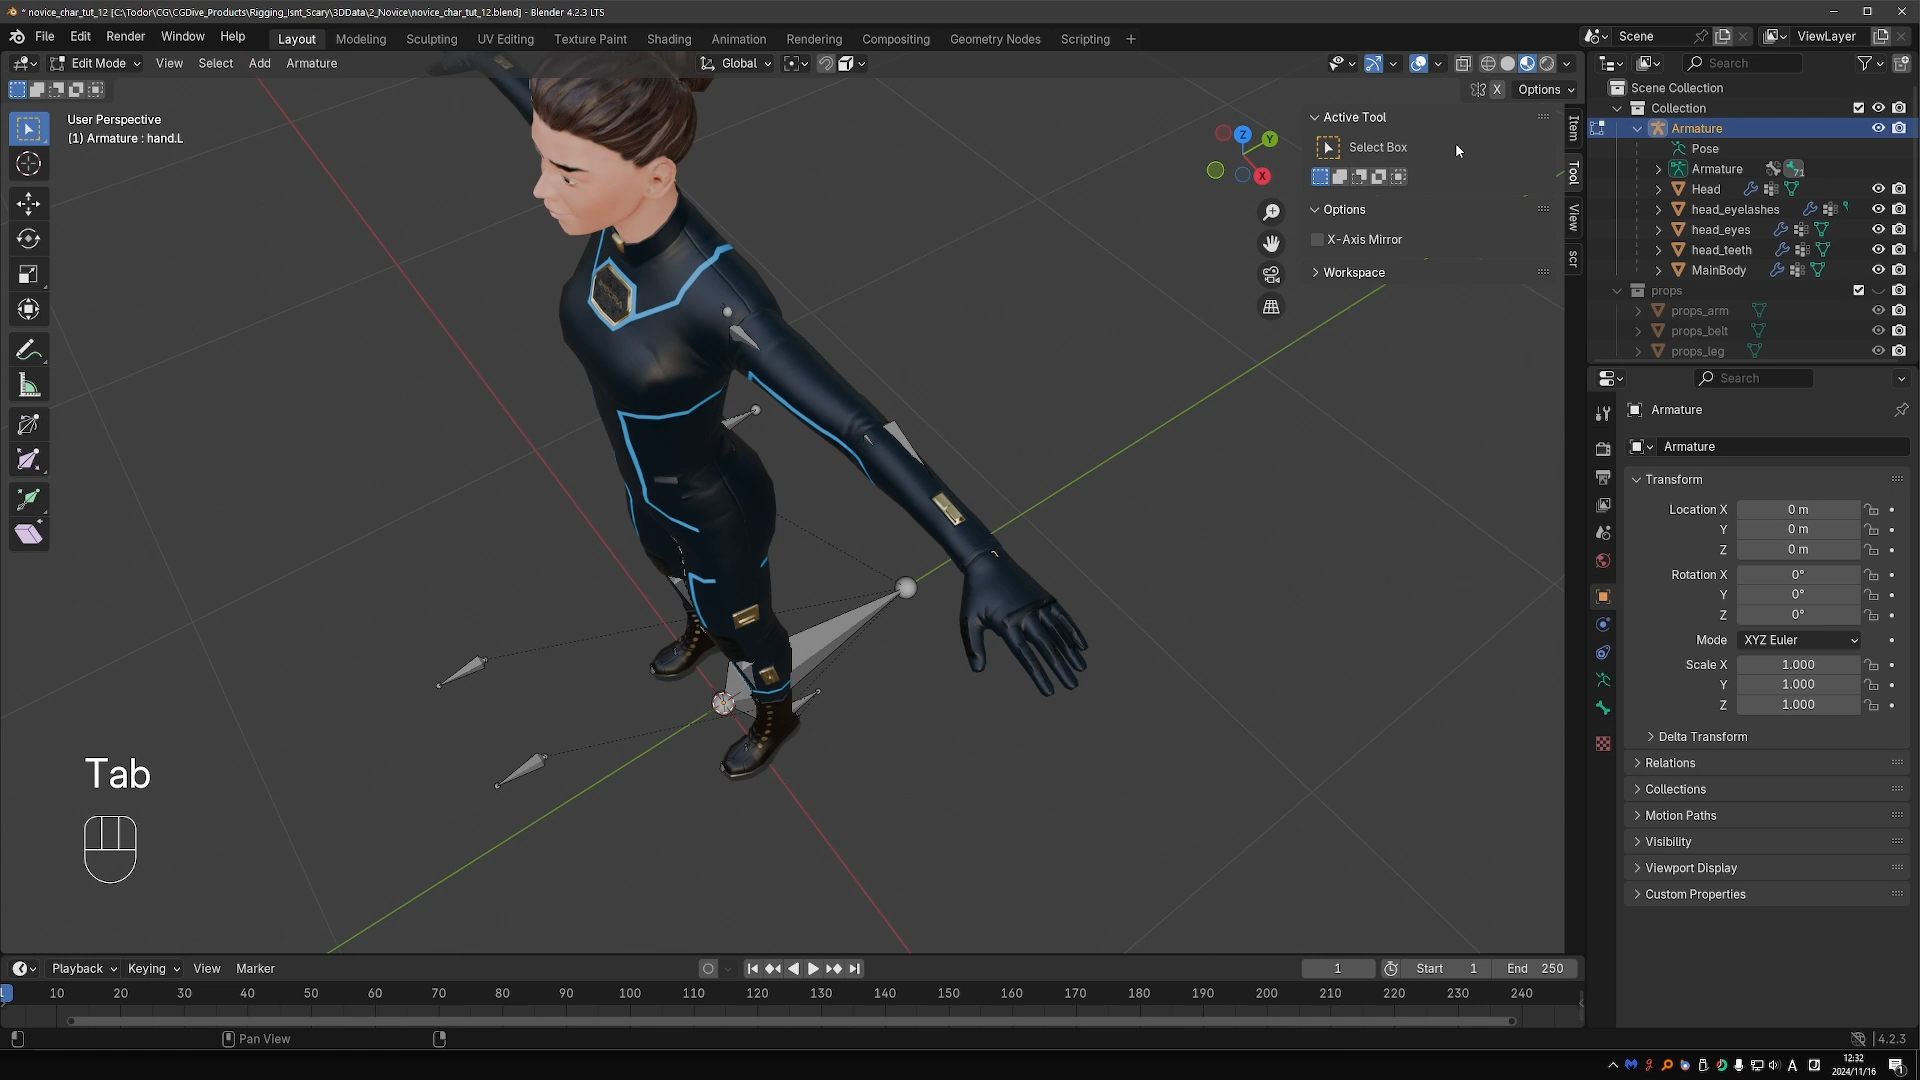 * novice_char_tut_12 [C:\Todor\CG\CGDive_Products\Rigging_Isnt_Scary\3DData\2_Novice\novice_char_tut_12.blend] - Blender 4.2.3 LTS
File Edit Render Window Help Layout Modeling Sculpting UV Editing Texture Paint Shading Animation Rendering Compositing Geometry Nodes Scripting + Scene ViewLayer
Edit Mode View Select Add Armature Global Search
X Options
User Perspective
(1) Armature : hand.L
Z
Y
X
Active Tool
Select Box
Options
X-Axis Mirror
Workspace
Item
Tool
View
scr
Scene Collection
Collection
Armature
Pose
Armature 71
Head
head_eyelashes
head_eyes
head_teeth
MainBody
props
props_arm
props_belt
props_leg
Search
Armature
Armature
Transform
Location X 0 m
Y 0 m
Z 0 m
Rotation X 0°
Y 0°
Z 0°
Mode XYZ Euler
Scale X 1.000
Y 1.000
Z 1.000
Delta Transform
Relations
Collections
Motion Paths
Visibility
Viewport Display
Custom Properties
Tab
Playback Keying View Marker 1 Start 1 End 250
1 10 20 30 40 50 60 70 80 90 100 110 120 130 140 150 160 170 180 190 200 210 220 230 240
Pan View 4.2.3
A 12:32
2024/11/16 1